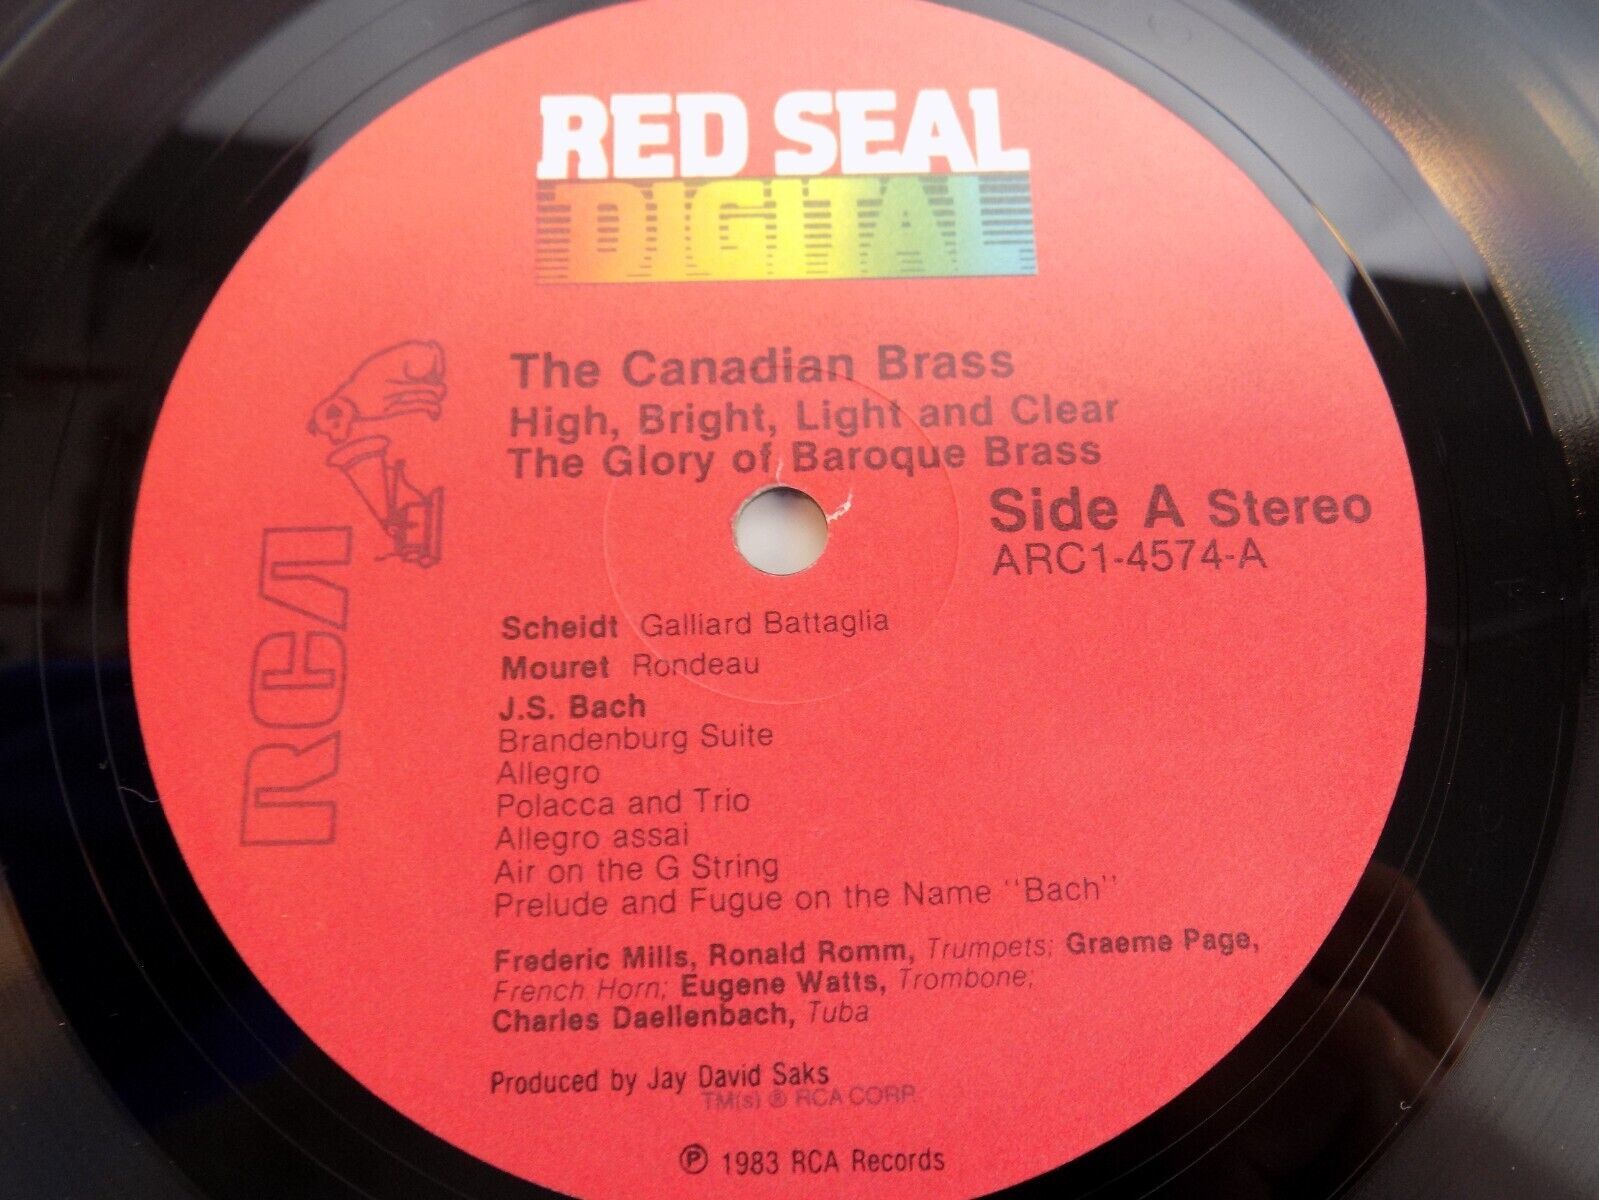 RED SEAL
DIGITAL
The Canadian Brass
High, Bright, Light and Clear
The Glory of Baroque Brass
Side A Stereo
ARC1-4574-A
RCA
Scheidt Galliard Battaglia
Mouret Rondeau
J.S. Bach
Brandenburg Suite
Allegro
Polacca and Trio
Allegro assai
Air on the G String
Prelude and Fugue on the Name "Bach"
Frederic Mills, Ronald Romm, Trumpets; Graeme Page,
French Horn; Eugene Watts, Trombone;
Charles Daellenbach, Tuba
Produced by Jay David Saks
TM(s) ® RCA CORP.
℗ 1983 RCA Records